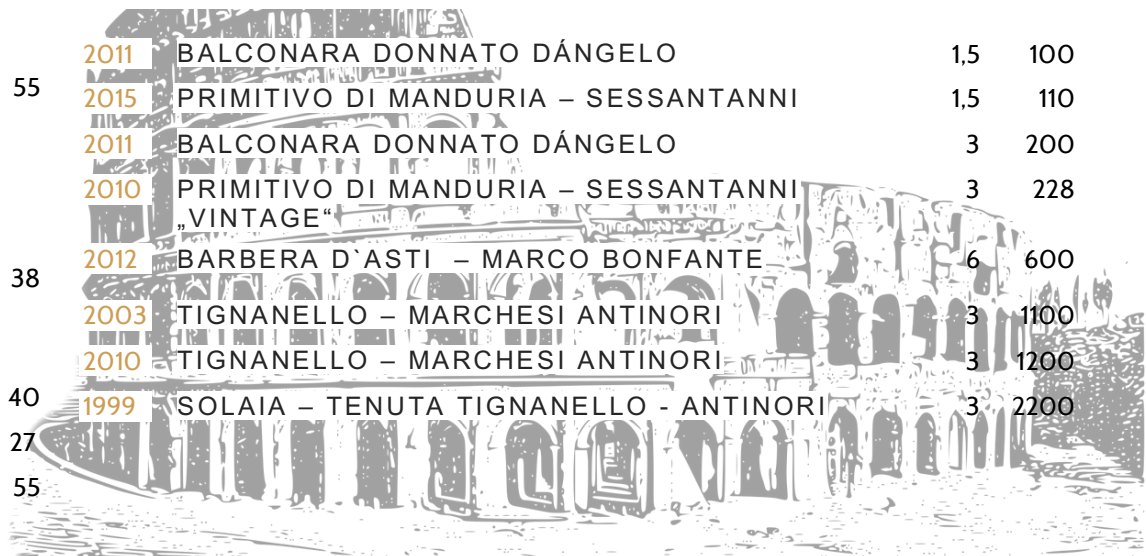 2011 BALCONARA DONNATO DÁNGELO 1,5 100
55
2015 PRIMITIVO DI MANDURIA – SESSANTANNI 1,5 110
2011 BALCONARA DONNATO DÁNGELO 3 200
2010 PRIMITIVO DI MANDURIA – SESSANTANNI 3 228
„VINTAGE“
2012 BARBERA D`ASTI – MARCO BONFANTE 6 600
38
2003 TIGNANELLO – MARCHESI ANTINORI 3 1100
2010 TIGNANELLO – MARCHESI ANTINORI 3 1200
40
1999 SOLAIA – TENUTA TIGNANELLO - ANTINORI 3 2200
27
55